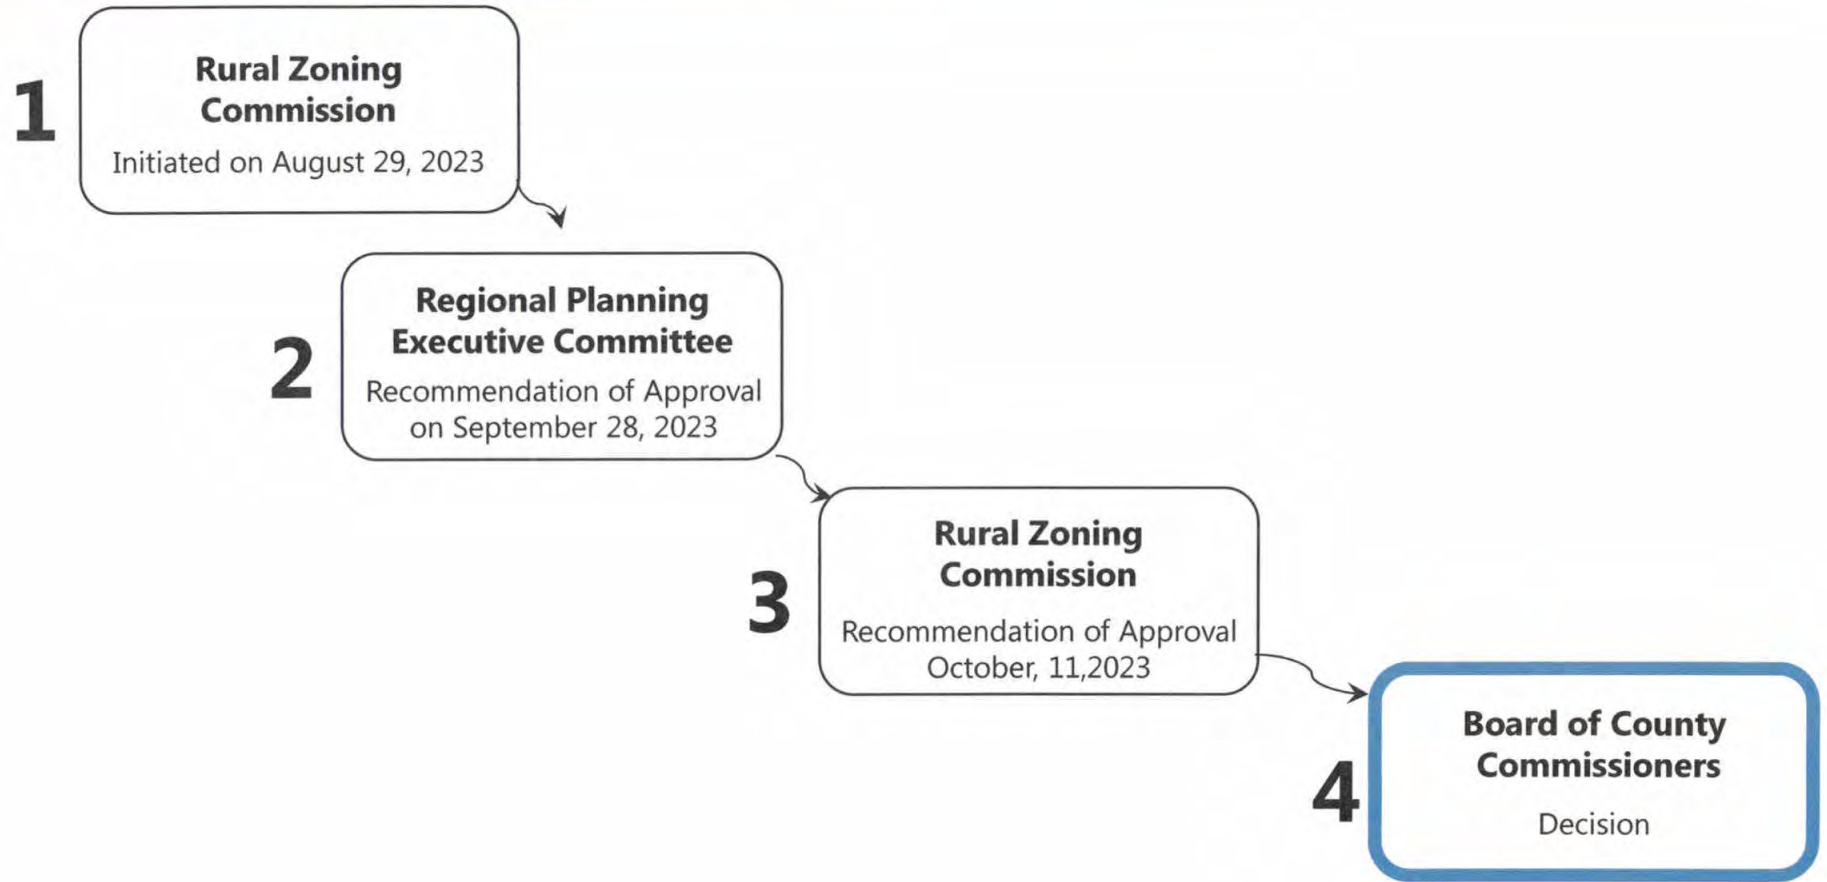 1
Rural Zoning
Commission
Initiated on August 29, 2023
2
Regional Planning
Executive Committee
Recommendation of Approval
on September 28, 2023
3
Rural Zoning
Commission
Recommendation of Approval
October, 11,2023
4
Board of County
Commissioners
Decision